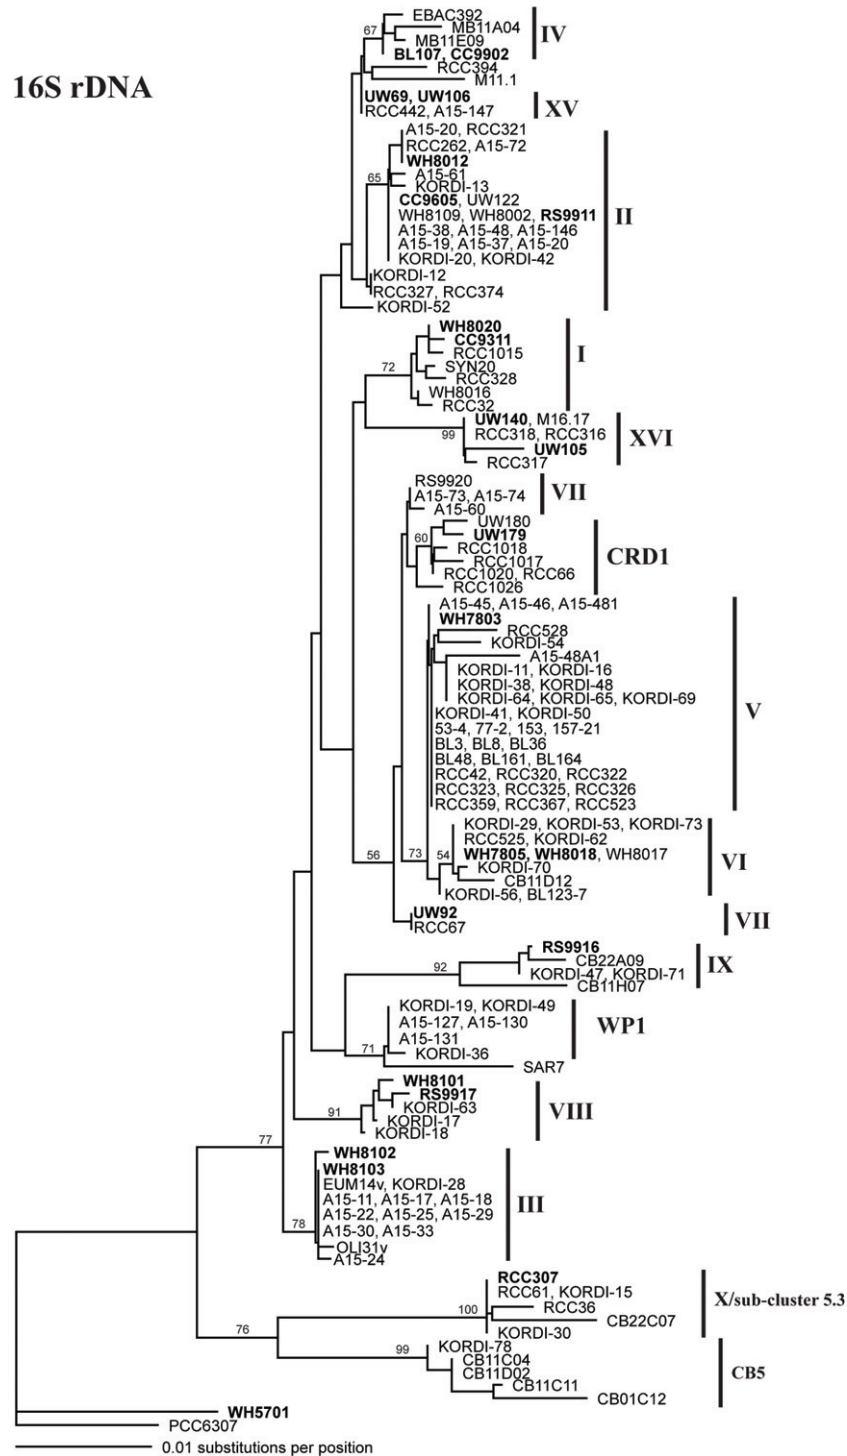 16S rDNA
EBAC392
MB11A04
67
MB11E09
BL107, CC9902
IV
RCC394
M11.1
UW69, UW106
RCC442, A15-147
XV
A15-20, RCC321
RCC262, A15-72
WH8012
A15-61
65
KORDI-13
CC9605, UW122
WH8109, WH8002, RS9911
A15-38, A15-48, A15-146
A15-19, A15-37, A15-20
KORDI-20, KORDI-42
II
KORDI-12
RCC327, RCC374
KORDI-52
WH8020
CC9311
RCC1015
I
72
SYN20
RCC328
WH8016
RCC32
UW140, M16.17
99
RCC318, RCC316
XVI
UW105
RCC317
RS9920
A15-73, A15-74
VII
A15-60
UW180
60
UW179
RCC1018
RCC1017
CRD1
RCC1020, RCC66
RCC1026
A15-45, A15-46, A15-481
WH7803
RCC528
KORDI-54
A15-48A1
KORDI-11, KORDI-16
KORDI-38, KORDI-48
KORDI-64, KORDI-65, KORDI-69
V
KORDI-41, KORDI-50
53-4, 77-2, 153, 157-21
BL3, BL8, BL36
BL48, BL161, BL164
RCC42, RCC320, RCC322
RCC323, RCC325, RCC326
RCC359, RCC367, RCC523
KORDI-29, KORDI-53, KORDI-73
RCC525, KORDI-62
56
73
54
WH7805, WH8018, WH8017
VI
KORDI-70
CB11D12
KORDI-56, BL123-7
UW92
RCC67
VII
RS9916
92
CB22A09
KORDI-47, KORDI-71
IX
CB11H07
KORDI-19, KORDI-49
A15-127, A15-130
WP1
A15-131
71
KORDI-36
SAR7
WH8101
RS9917
KORDI-63
91
KORDI-17
VIII
KORDI-18
77
WH8102
WH8103
EUM14v, KORDI-28
A15-11, A15-17, A15-18
III
A15-22, A15-25, A15-29
78
A15-30, A15-33
OLI31v
A15-24
RCC307
RCC61, KORDI-15
X/sub-cluster 5.3
100
RCC36
CB22C07
76
KORDI-30
99
KORDI-78
CB11C04
CB11D02
CB5
CB11C11
CB01C12
WH5701
PCC6307
0.01 substitutions per position